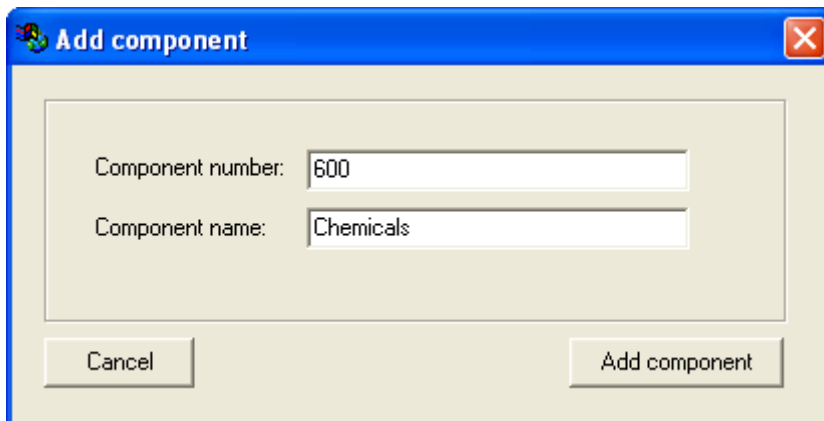 Add component
Component number: 600
Component name: Chemicals
Cancel Add component